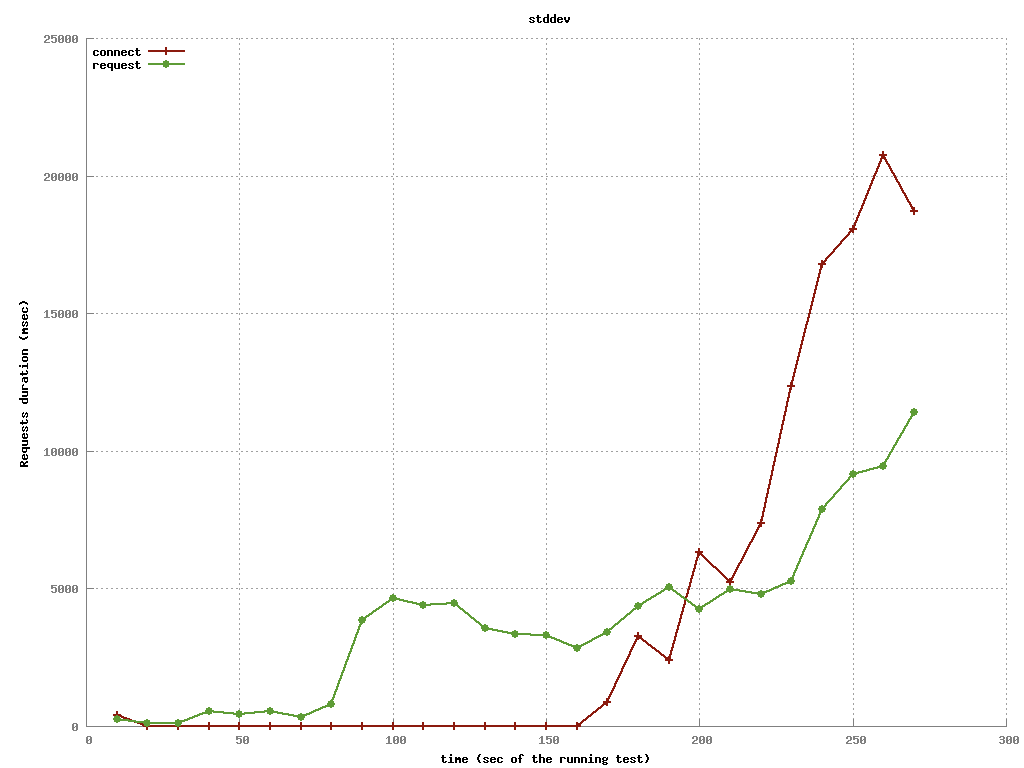 stddev
connect
request
25000
20000
15000
10000
5000
0
Requests duration (msec)
0 50 100 150 200 250 300
time (sec of the running test)